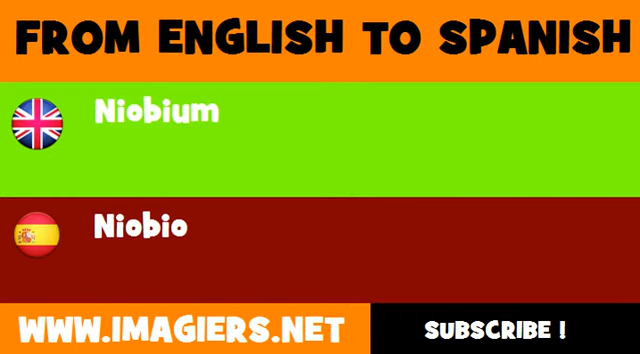 FROM ENGLISH TO SPANISH
Niobium
Niobio
WWW.IMAGIERS.NET
SUBSCRIBE !